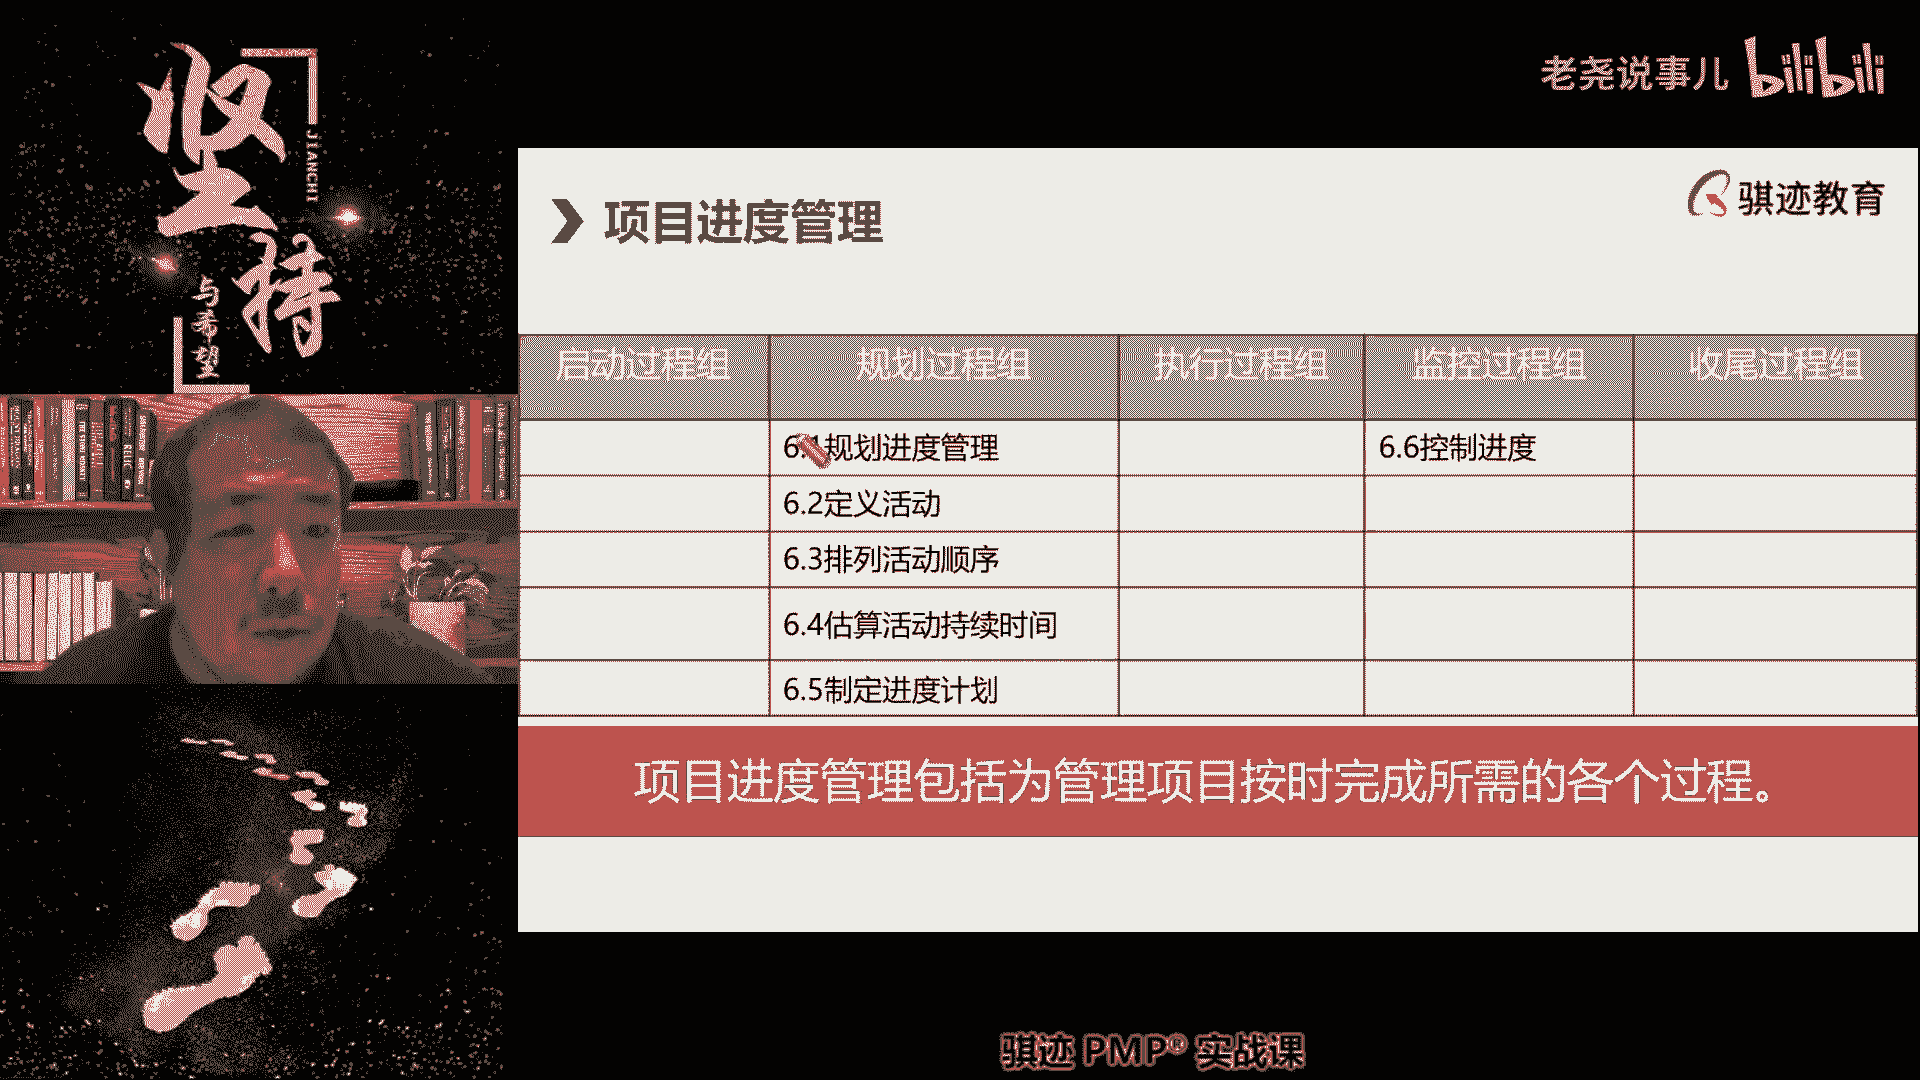 坚持
JIANCHI
与希望
老尧说事儿 bilibili
骐迹教育
项目进度管理
启动过程组 规划过程组 执行过程组 监控过程组 收尾过程组
6.1规划进度管理 6.6控制进度
6.2定义活动
6.3排列活动顺序
6.4估算活动持续时间
6.5制定进度计划
项目进度管理包括为管理项目按时完成所需的各个过程。
骐迹 PMP® 实战课